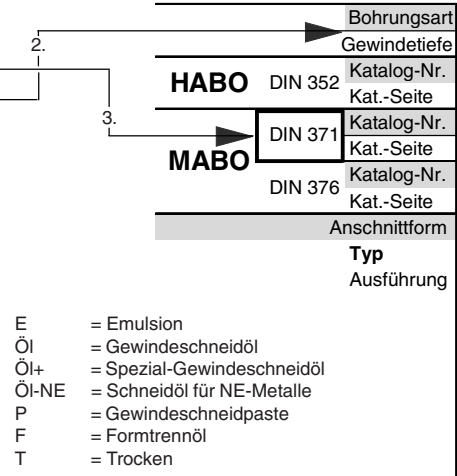 Bohrungsart
2.
Gewindetiefe
HABO DIN 352 Katalog-Nr.
Kat.-Seite
3.
MABO DIN 371 Katalog-Nr.
Kat.-Seite
DIN 376 Katalog-Nr.
Kat.-Seite
Anschnittform
Typ
Ausführung
E = Emulsion
Öl = Gewindeschneidöl
Öl+ = Spezial-Gewindeschneidöl
Öl-NE = Schneidöl für NE-Metalle
P = Gewindeschneidpaste
F = Formtrennöl
T = Trocken